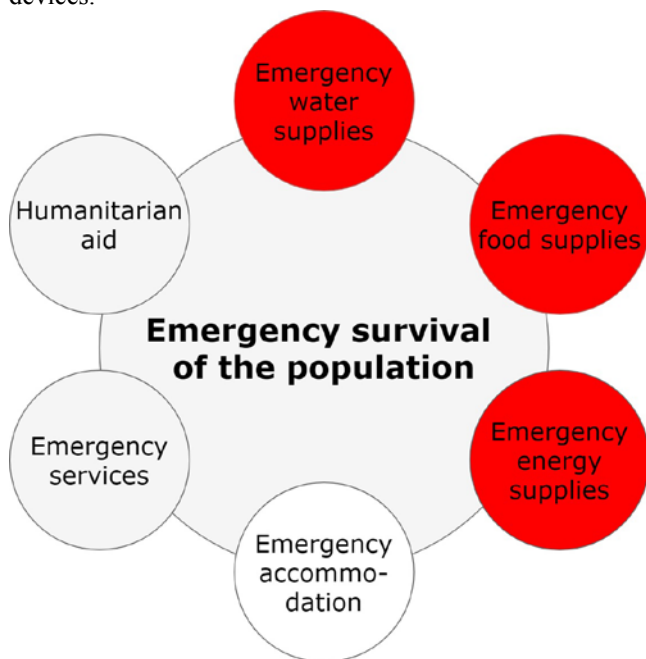 devices.
Emergency
water
supplies
Humanitarian
aid
Emergency
food supplies
Emergency survival
of the population
Emergency
services
Emergency
energy
supplies
Emergency
accommo-
dation